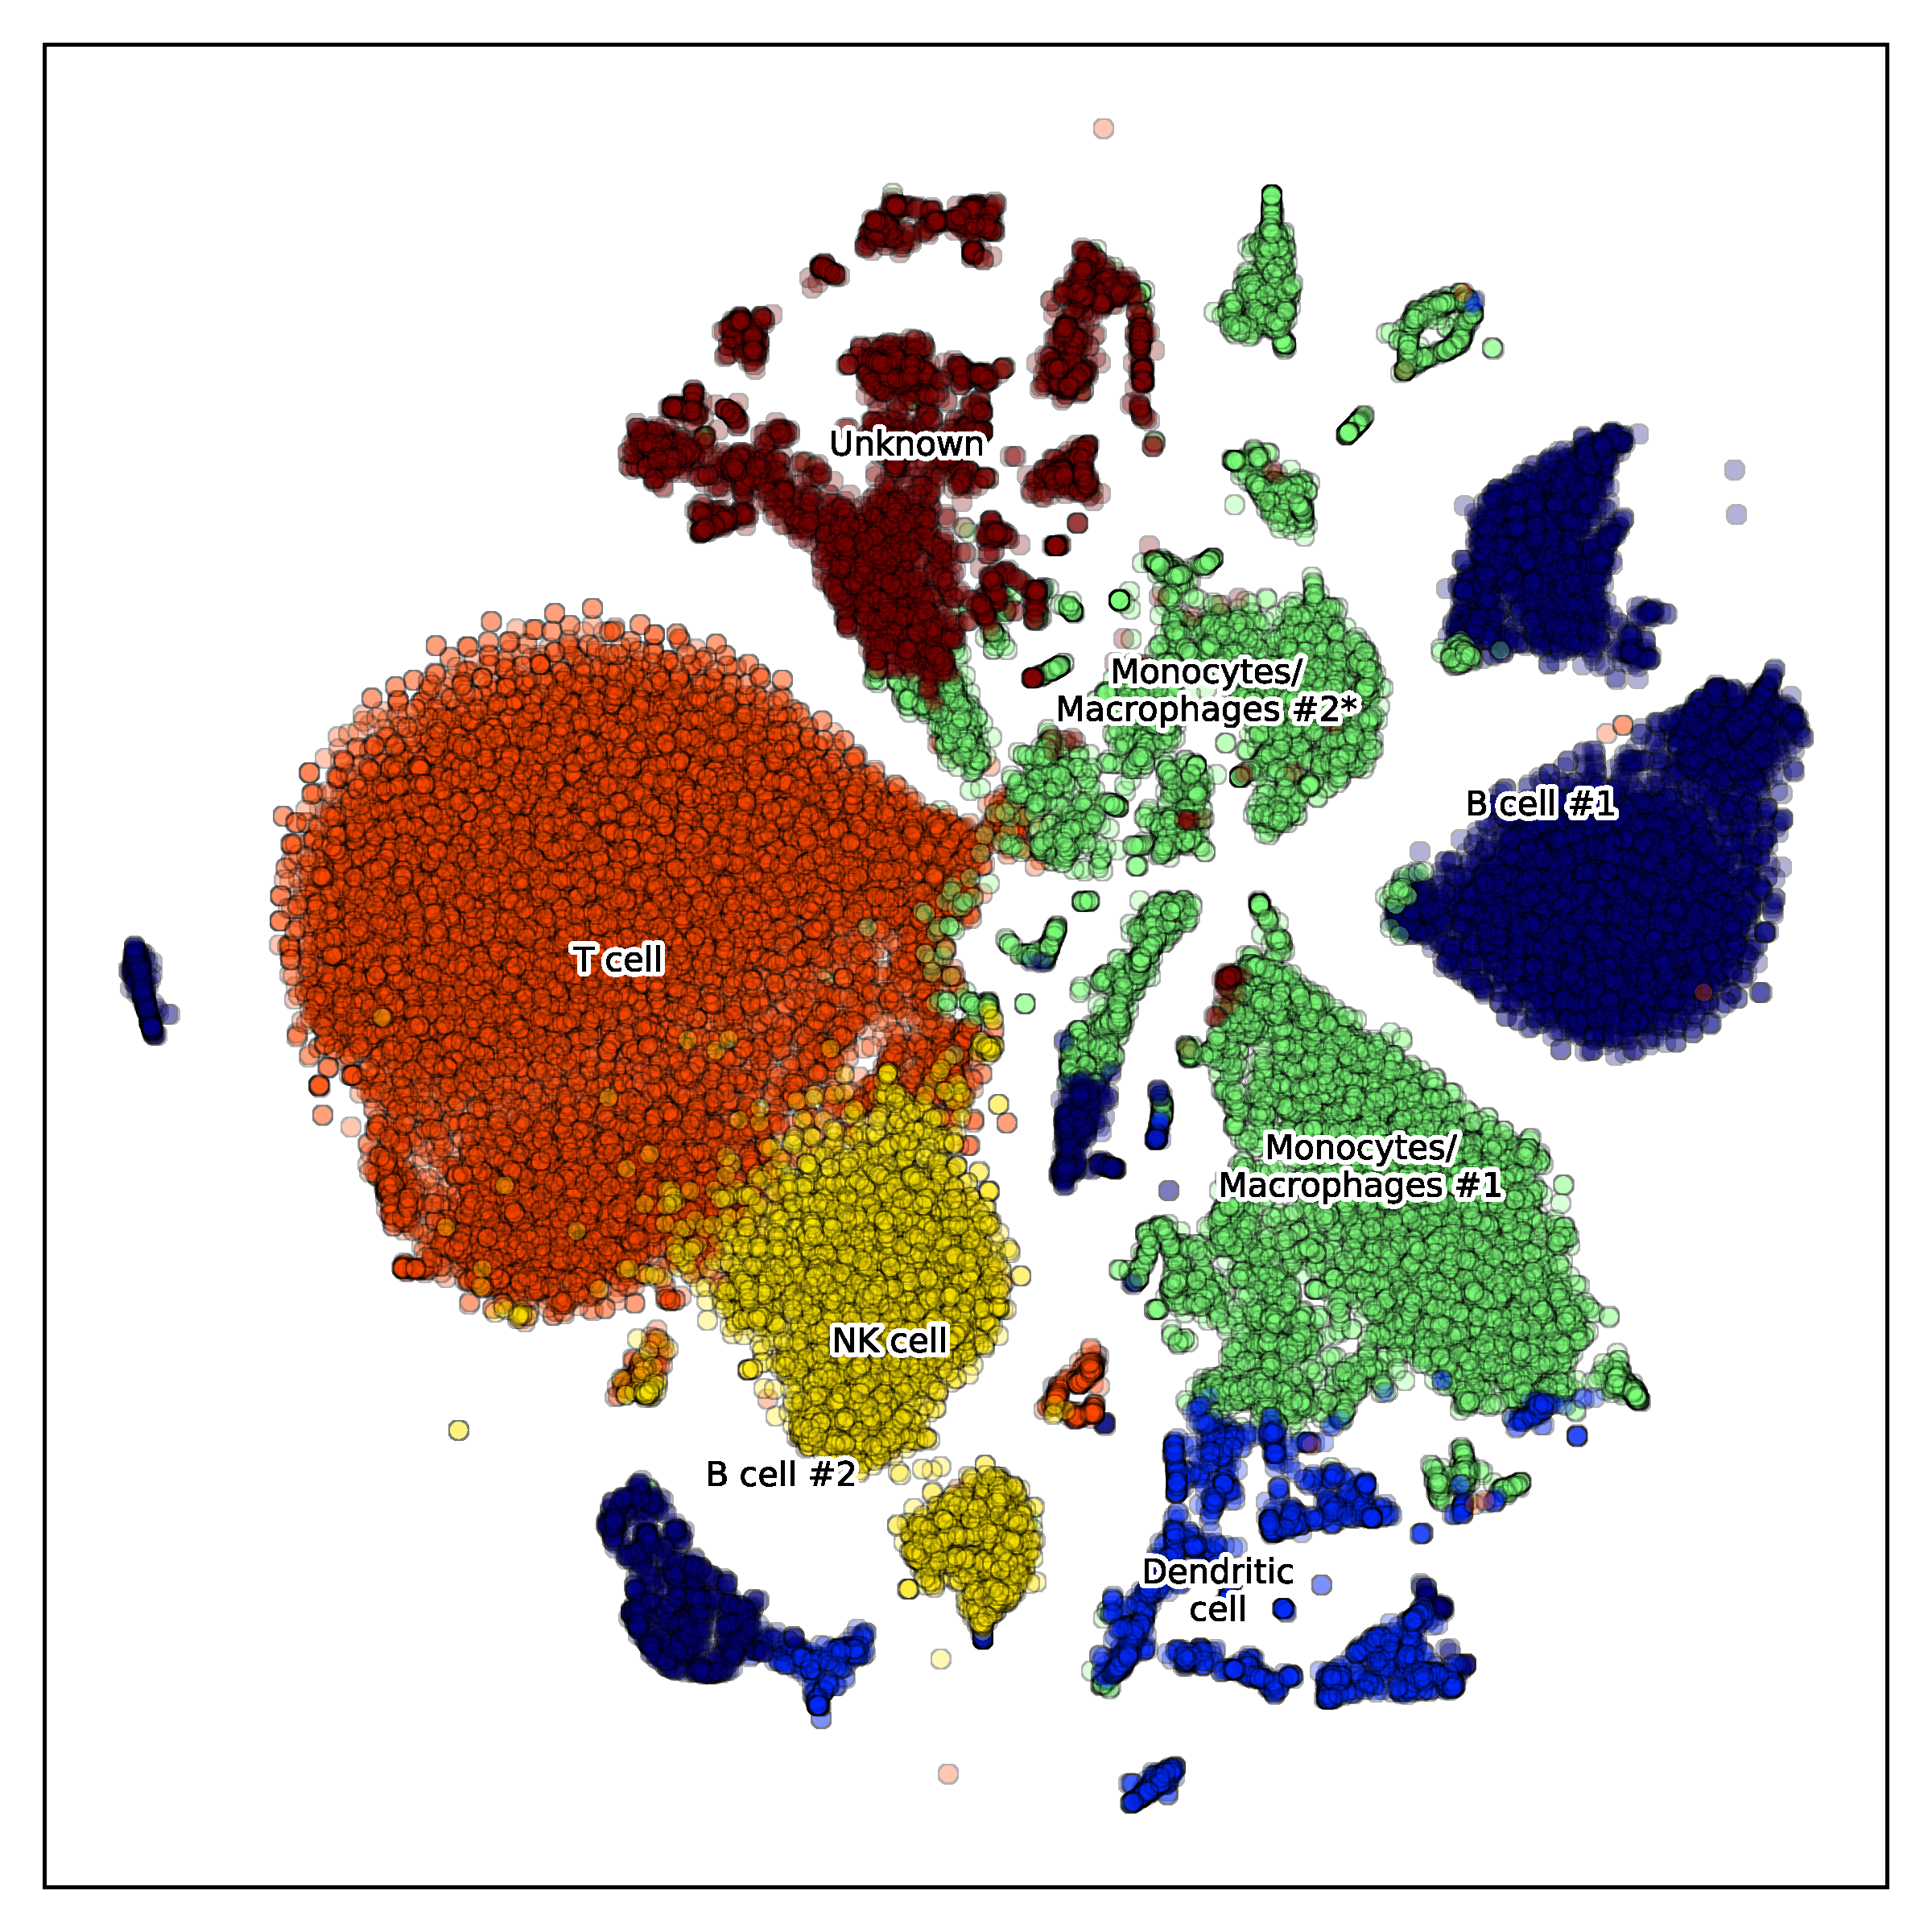 Unknown
Monocytes/
Macrophages #2*
B cell #1
T cell
Monocytes/
Macrophages #1
NK cell
B cell #2
Dendritic
cell